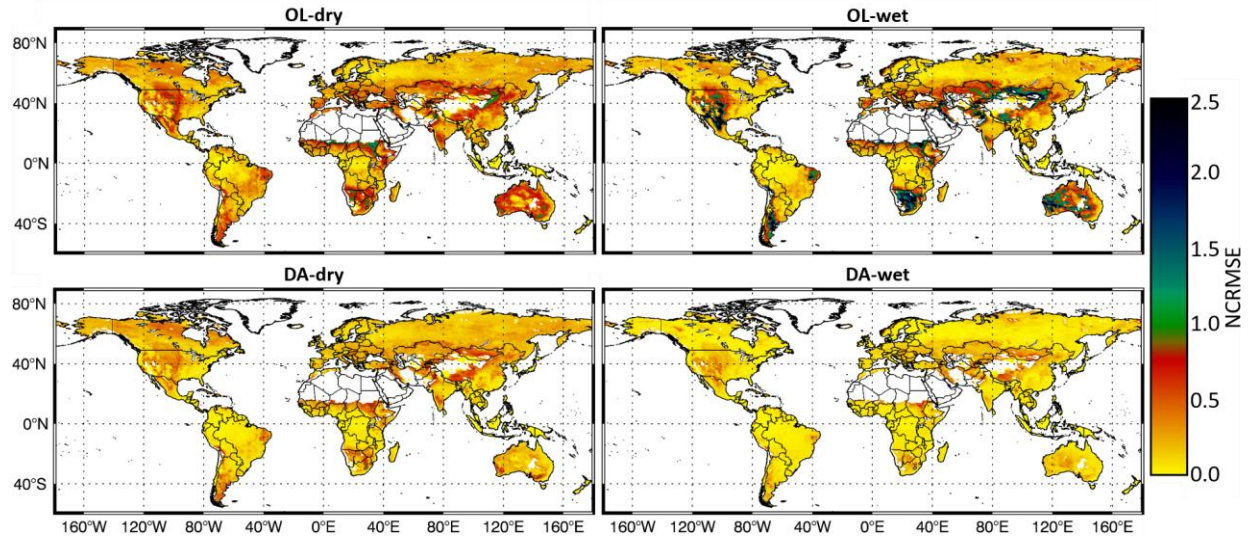 OL-dry OL-wet
80°N
40°N
0°N
40°S
DA-dry DA-wet
80°N
40°N
0°N
40°S
160°W 120°W 80°W 40°W 0°E 40°E 80°E 120°E 160°E 160°W 120°W 80°W 40°W 0°E 40°E 80°E 120°E 160°E
2.5
2.0
1.5
1.0
0.5
0.0
NCRMSE